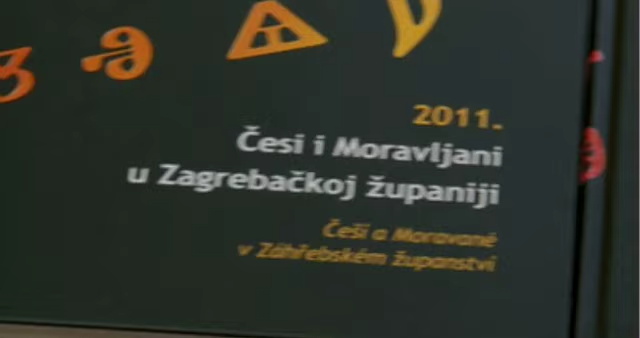 2011.
Česi i Moravljani
u Zagrebačkoj županiji
Češi a Moravané
v Záhřebském županství